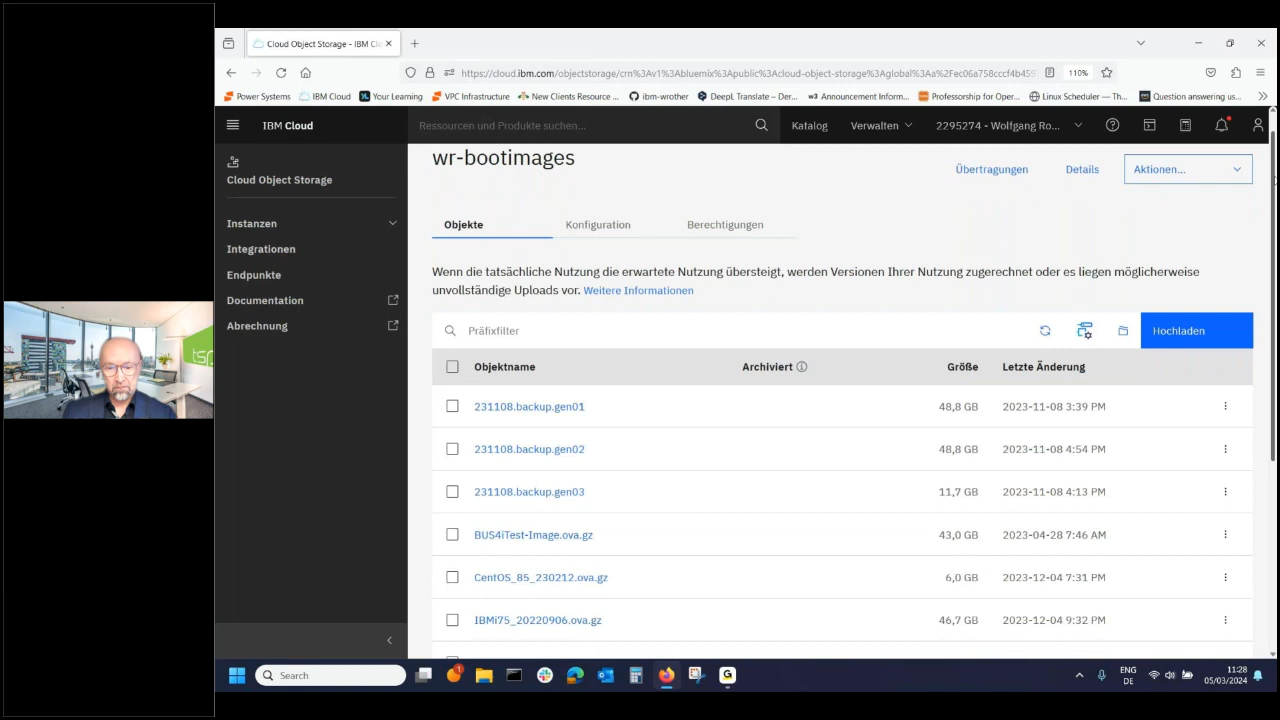 Cloud Object Storage - IBM Clo
https://cloud.ibm.com/objectstorage/crn%3Av1%3Abluemix%3Apublic%3Acloud-object-storage%3Aglobal%3Aa%2Fec06a758cccf4b459
110%
Power Systems IBM Cloud Your Learning VPC Infrastructure New Clients Resource ... ibm-wrother DeepL Translate – Der... w3 Announcement Inform... Professorship for Ope... Linux Scheduler — Th... Question answering us...
IBM Cloud
Ressourcen und Produkte suchen...
Katalog Verwalten 2295274 - Wolfgang Ro...
Cloud Object Storage
Instanzen
Integrationen
Endpunkte
Documentation
Abrechnung
wr-bootimages
Übertragungen Details Aktionen...
Objekte Konfiguration Berechtigungen
Wenn die tatsächliche Nutzung die erwartete Nutzung übersteigt, werden Versionen Ihrer Nutzung zugerechnet oder es liegen möglicherweise
unvollständige Uploads vor. Weitere Informationen
Präfixfilter
Hochladen
Objektname Archiviert Größe Letzte Änderung
231108.backup.gen01 48,8 GB 2023-11-08 3:39 PM
231108.backup.gen02 48,8 GB 2023-11-08 4:54 PM
231108.backup.gen03 11,7 GB 2023-11-08 4:13 PM
BUS4iTest-Image.ova.gz 43,0 GB 2023-04-28 7:46 AM
CentOS_85_230212.ova.gz 6,0 GB 2023-12-04 7:31 PM
IBMi75_20220906.ova.gz 46,7 GB 2023-12-04 9:32 PM
Search
1
ENG
DE
11:28
05/03/2024